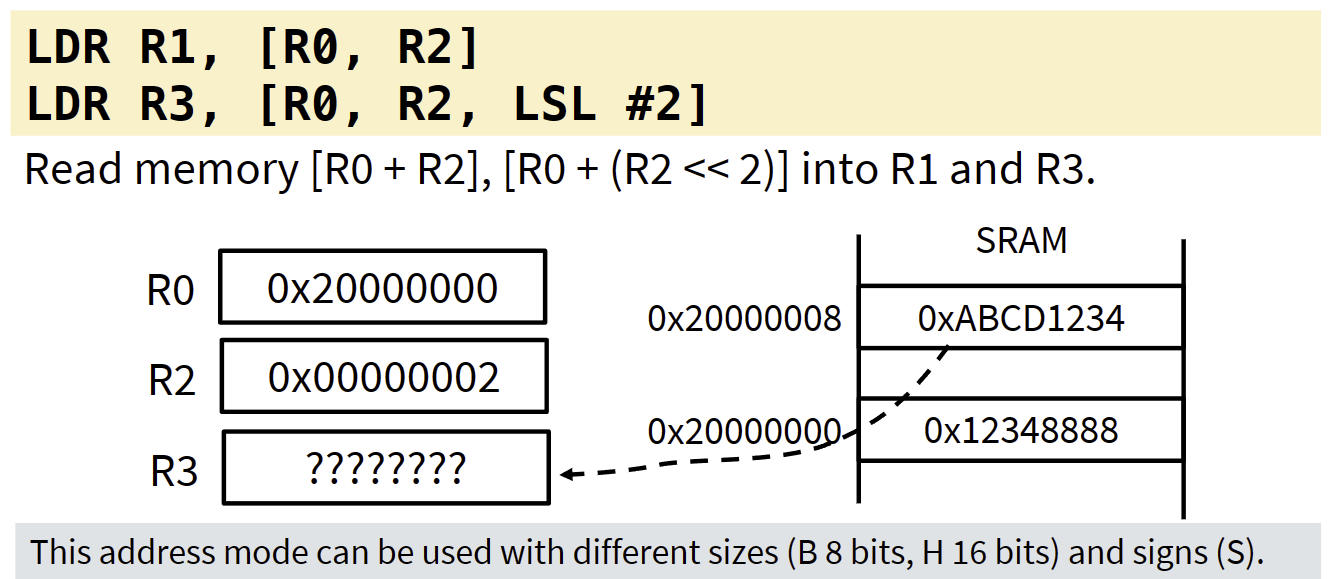 LDR R1, [R0, R2]
LDR R3, [R0, R2, LSL #2]
Read memory [R0 + R2], [R0 + (R2 << 2)] into R1 and R3.
SRAM
R0 0x20000000
0x20000008 0xABCD1234
R2 0x00000002
0x20000000 0x12348888
R3 ????????
This address mode can be used with different sizes (B 8 bits, H 16 bits) and signs (S).